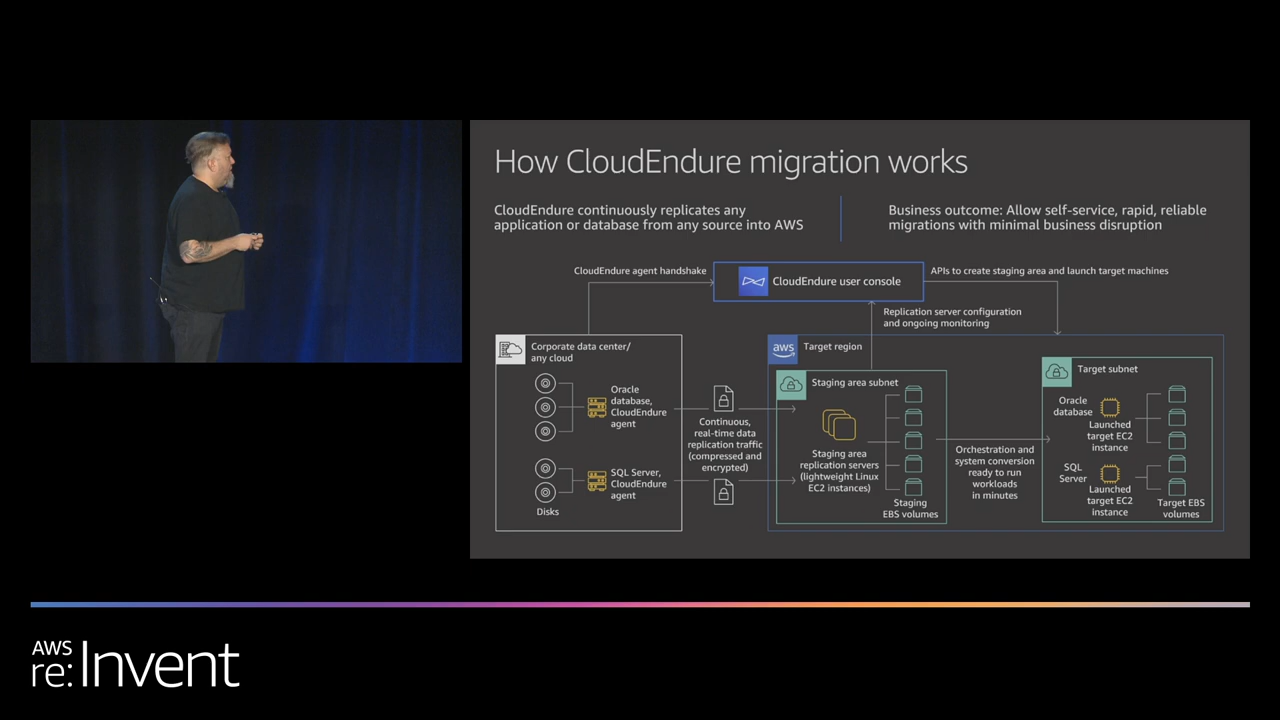 How CloudEndure migration works
CloudEndure continuously replicates any
application or database from any source into AWS
Business outcome: Allow self-service, rapid, reliable
migrations with minimal business disruption
CloudEndure agent handshake
CloudEndure user console
APIs to create staging area and launch target machines
Replication server configuration
and ongoing monitoring
Corporate data center/
any cloud
Oracle
database,
CloudEndure
agent
SQL Server,
CloudEndure
agent
Disks
Continuous,
real-time data
replication traffic
(compressed and
encrypted)
aws
Target region
Staging area subnet
Staging area
replication servers
(lightweight Linux
EC2 instances)
Staging
EBS volumes
Orchestration and
system conversion
ready to run
workloads
in minutes
Target subnet
Oracle
database
Launched
target EC2
instance
SQL
Server
Launched
target EC2
instance
Target EBS
volumes
AWS
re:Invent